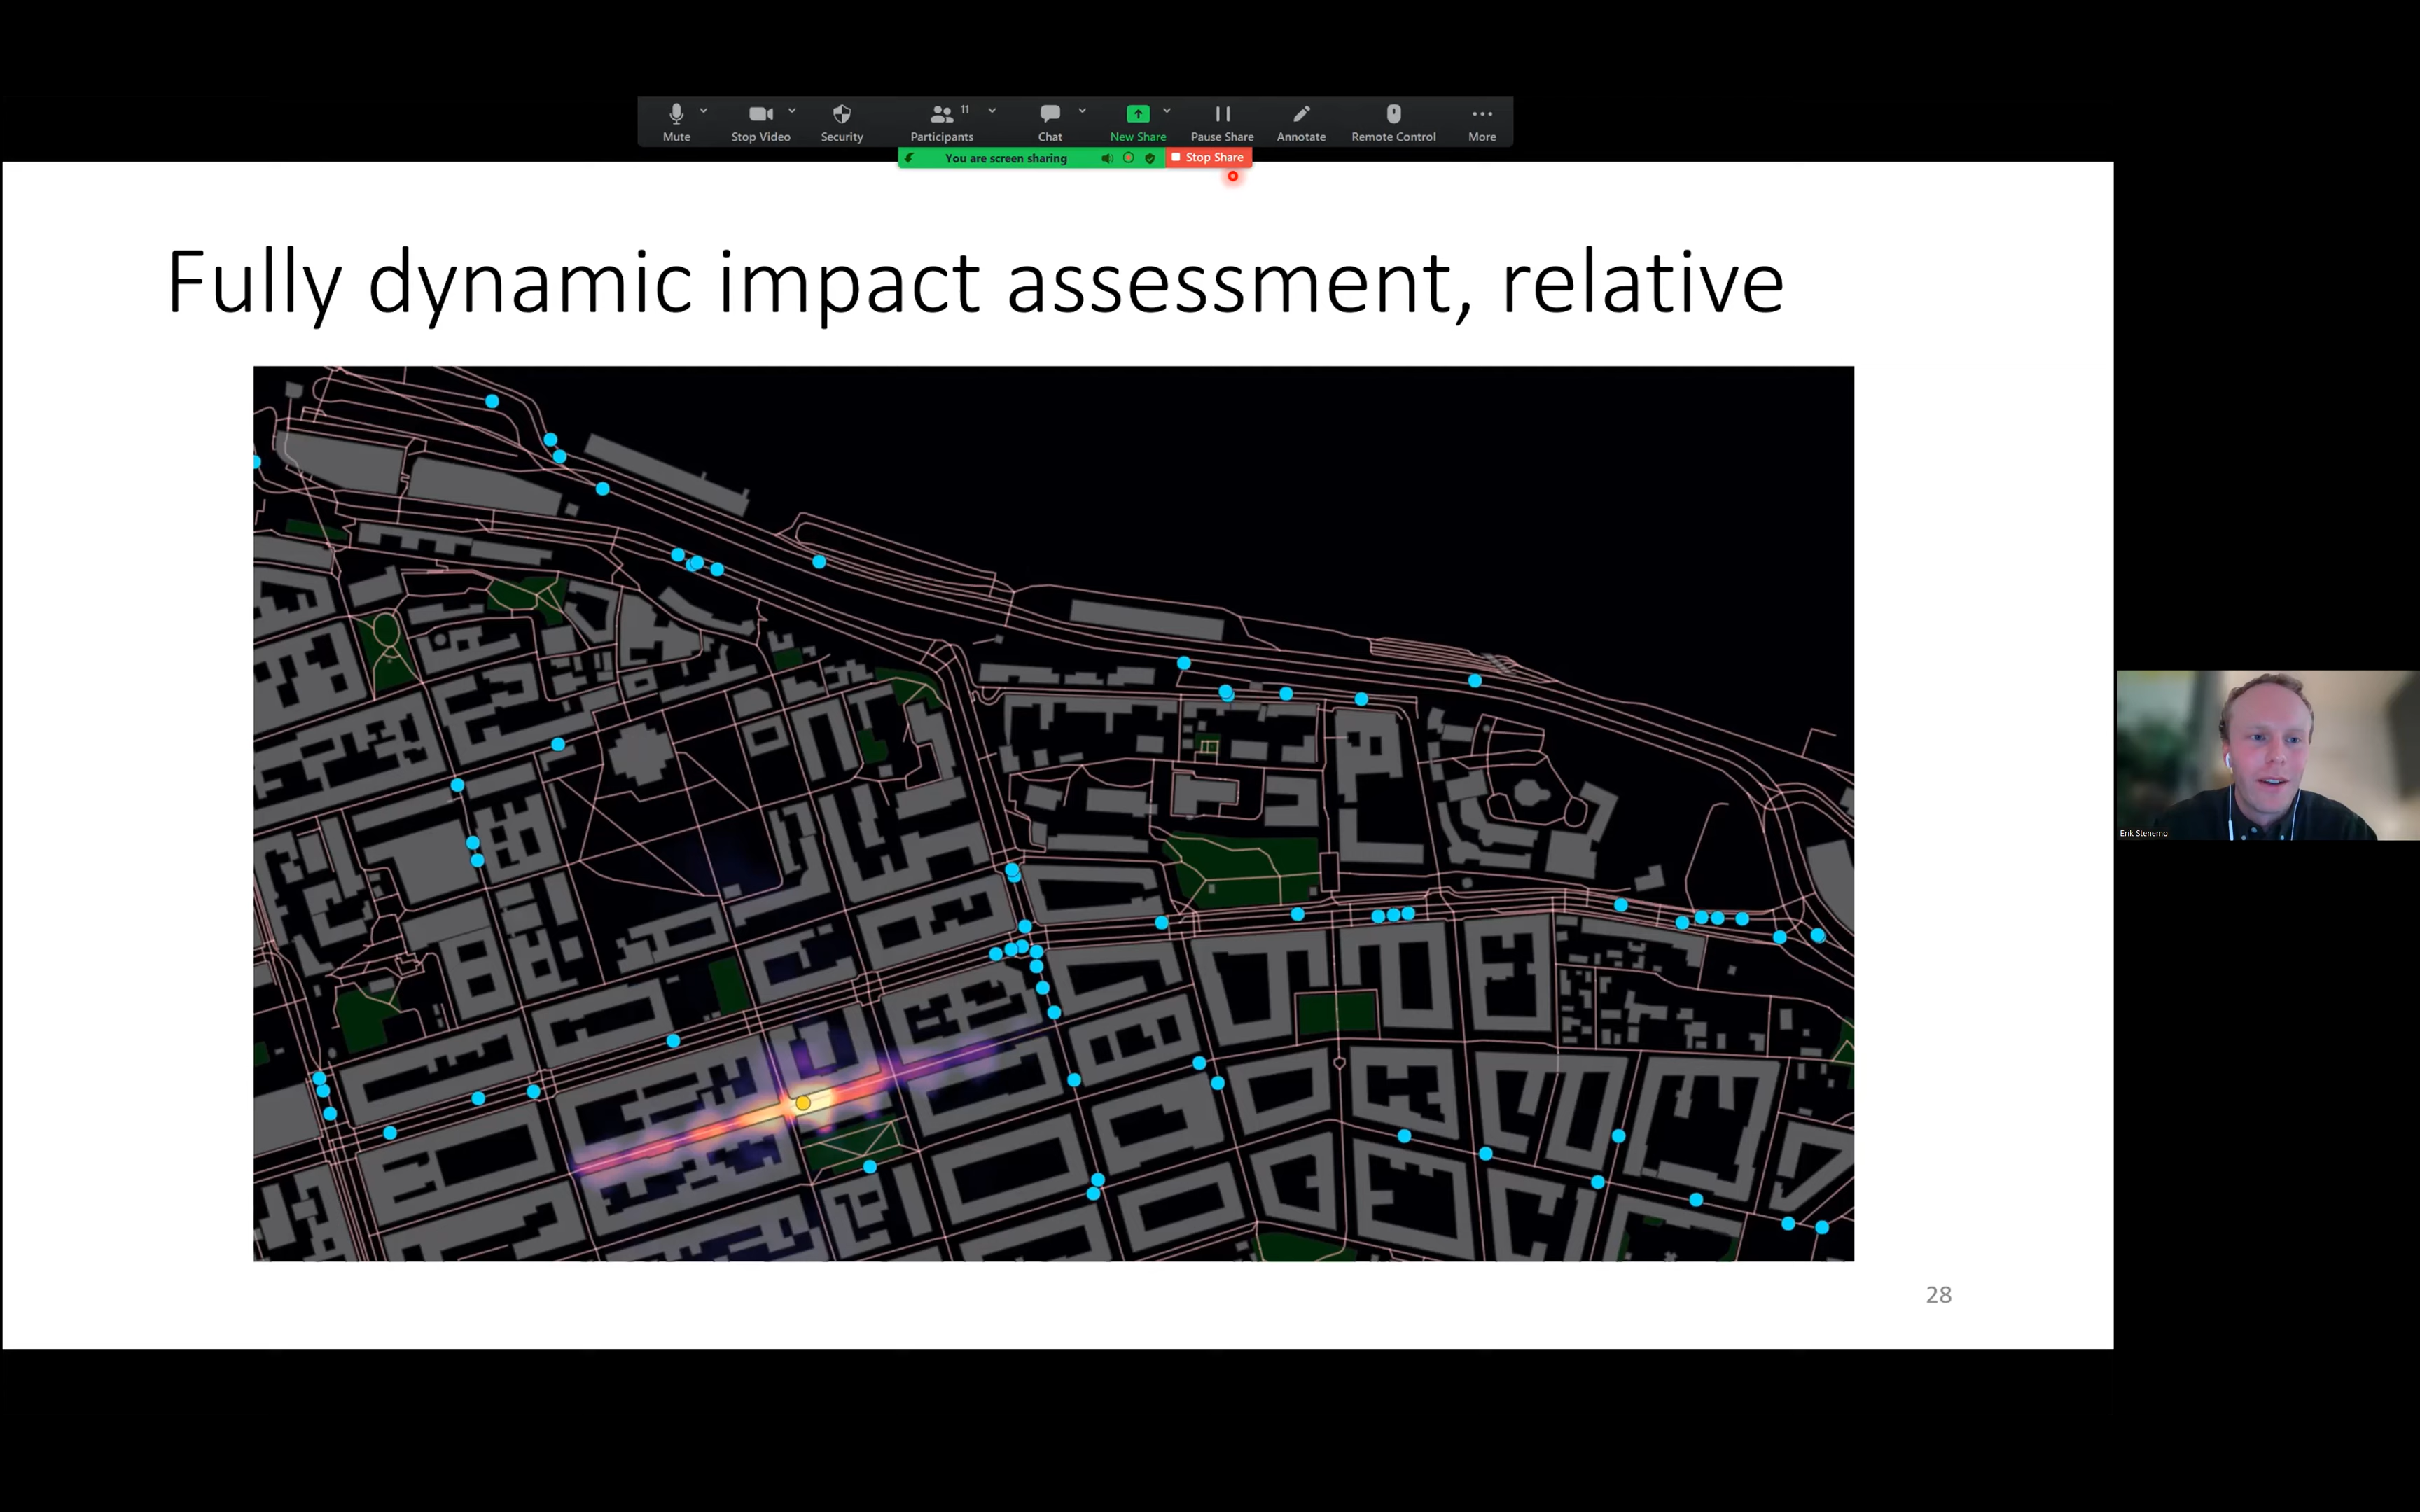 11
Mute Stop Video Security Participants Chat New Share Pause Share Annotate Remote Control More
You are screen sharing Stop Share
Fully dynamic impact assessment, relative
Erik Stenemo
28